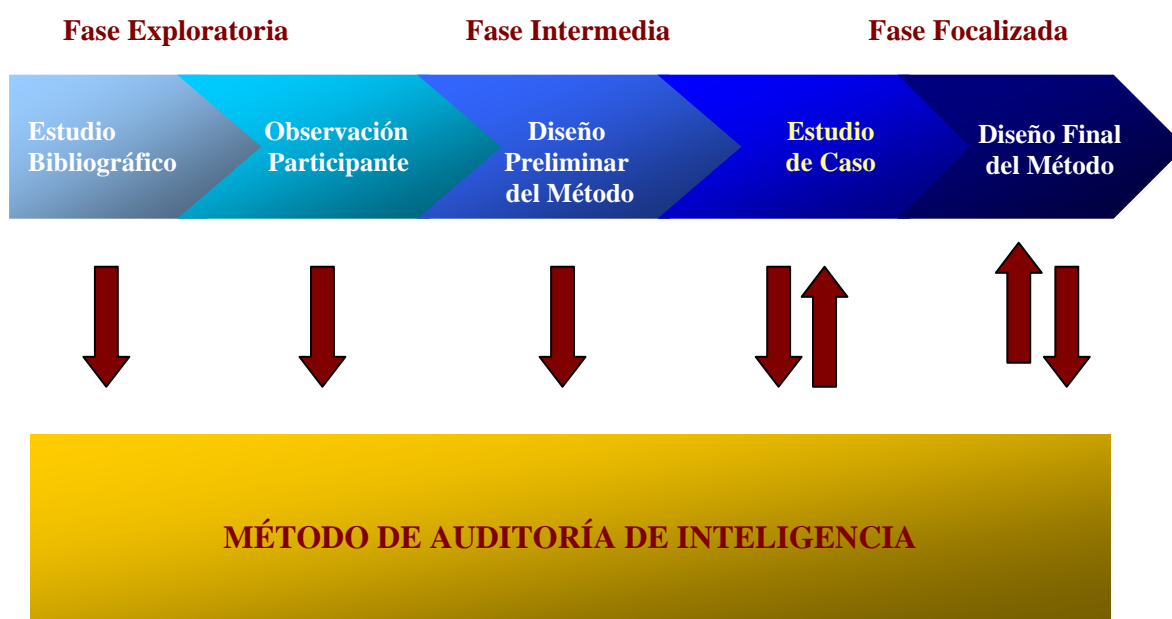 Fase Exploratoria
Fase Intermedia
Fase Focalizada
Estudio
Bibliográfico
Observación
Participante
Diseño
Preliminar
del Método
Estudio
de Caso
Diseño Final
del Método
MÉTODO DE AUDITORÍA DE INTELIGENCIA